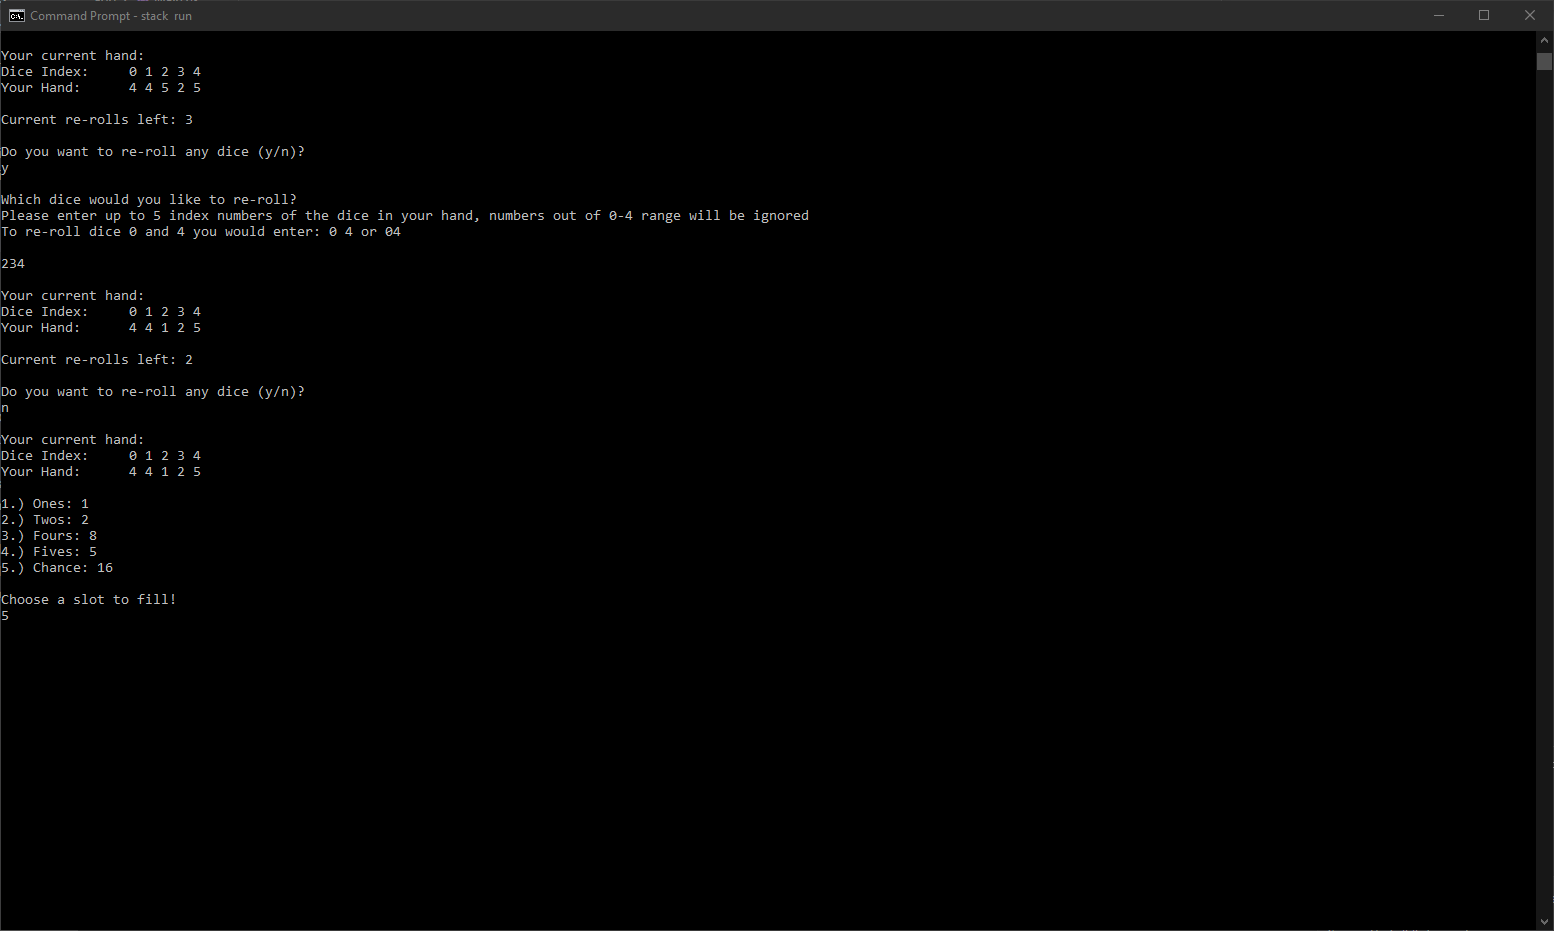 Command Prompt - stack  run
Your current hand:
Dice Index:     0 1 2 3 4
Your Hand:      4 4 5 2 5
Current re-rolls left: 3
Do you want to re-roll any dice (y/n)?
y
Which dice would you like to re-roll?
Please enter up to 5 index numbers of the dice in your hand, numbers out of 0-4 range will be ignored
To re-roll dice 0 and 4 you would enter: 0 4 or 04
234
Your current hand:
Dice Index:     0 1 2 3 4
Your Hand:      4 4 1 2 5
Current re-rolls left: 2
Do you want to re-roll any dice (y/n)?
n
Your current hand:
Dice Index:     0 1 2 3 4
Your Hand:      4 4 1 2 5
1.) Ones: 1
2.) Twos: 2
3.) Fours: 8
4.) Fives: 5
5.) Chance: 16
Choose a slot to fill!
5